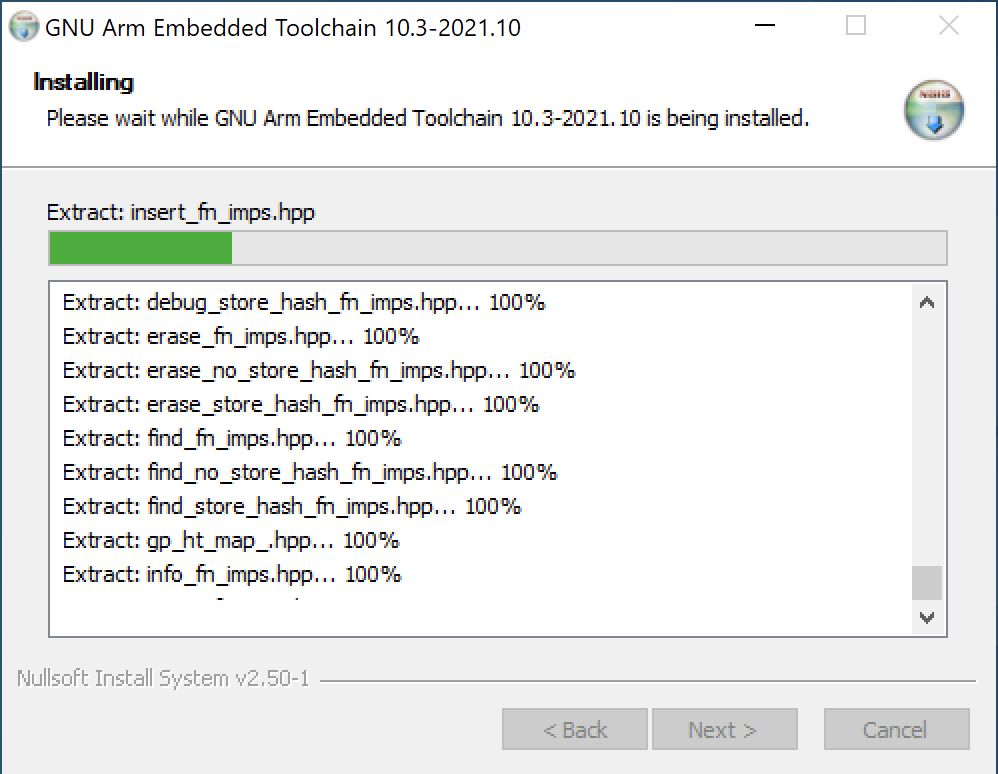 GNU Arm Embedded Toolchain 10.3-2021.10
Installing
Please wait while GNU Arm Embedded Toolchain 10.3-2021.10 is being installed.
Extract: insert_fn_imps.hpp
Extract: debug_store_hash_fn_imps.hpp... 100%
Extract: erase_fn_imps.hpp... 100%
Extract: erase_no_store_hash_fn_imps.hpp... 100%
Extract: erase_store_hash_fn_imps.hpp... 100%
Extract: find_fn_imps.hpp... 100%
Extract: find_no_store_hash_fn_imps.hpp... 100%
Extract: find_store_hash_fn_imps.hpp... 100%
Extract: gp_ht_map_.hpp... 100%
Extract: info_fn_imps.hpp... 100%
Nullsoft Install System v2.50-1
< Back
Next >
Cancel